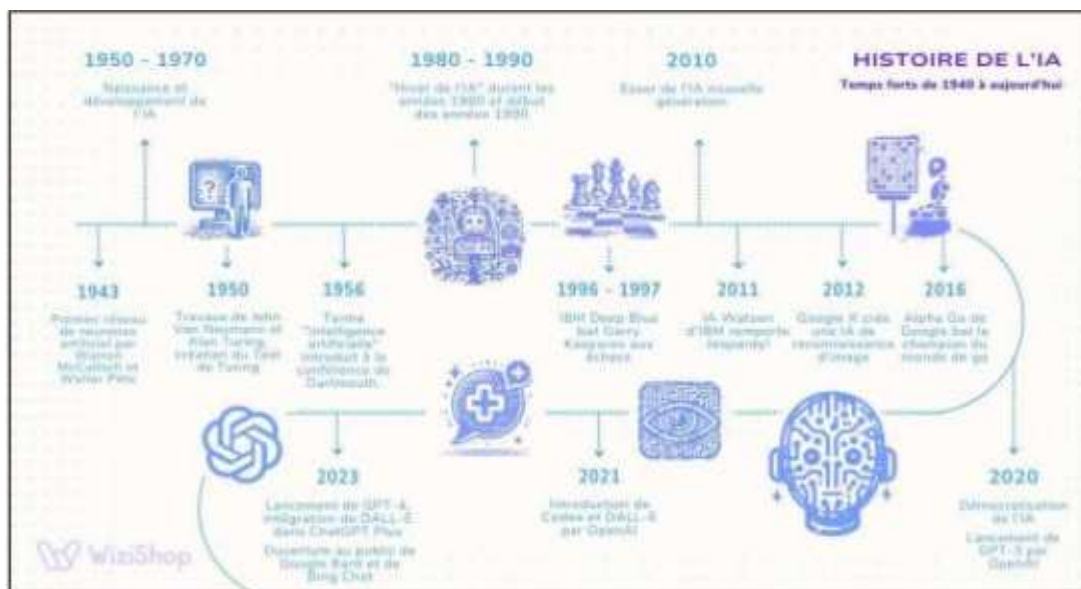 HISTOIRE DE L'IA
Temps forts de 1940 à aujourd'hui
1950 - 1970
Naissance et
développement de
l'IA
1980 - 1990
"Hiver de l'IA" durant les
années 1980 et début
des années 1990
2010
Essor de l'IA nouvelle
génération
?
1943
Premier réseau
de neurones
artificiel par
Warren
McCulloch et
Walter Pitts
1950
Travaux de John
Von Neumann et
Alan Turing,
création du Test
de Turing
1956
Terme
"intelligence
artificielle"
introduit à la
conférence de
Dartmouth.
1996 - 1997
IBM Deep Blue
bat Garry
Kasparov aux
échecs
2011
IA Watson
d'IBM remporte
Jeopardy!
2012
Google X crée
une IA de
reconnaissance
d'image
2016
Alpha Go de
Google bat le
champion du
monde de go
2020
Démocratisation
de l'IA
Lancement de
GPT-3 par
OpenAI
2021
Introduction de
Codex et DALL-E
par OpenAI
2023
Lancement de GPT-4,
intégration de DALL-E
dans ChatGPT Plus
Ouverture au public de
Google Bard et de
Bing Chat
WiziShop